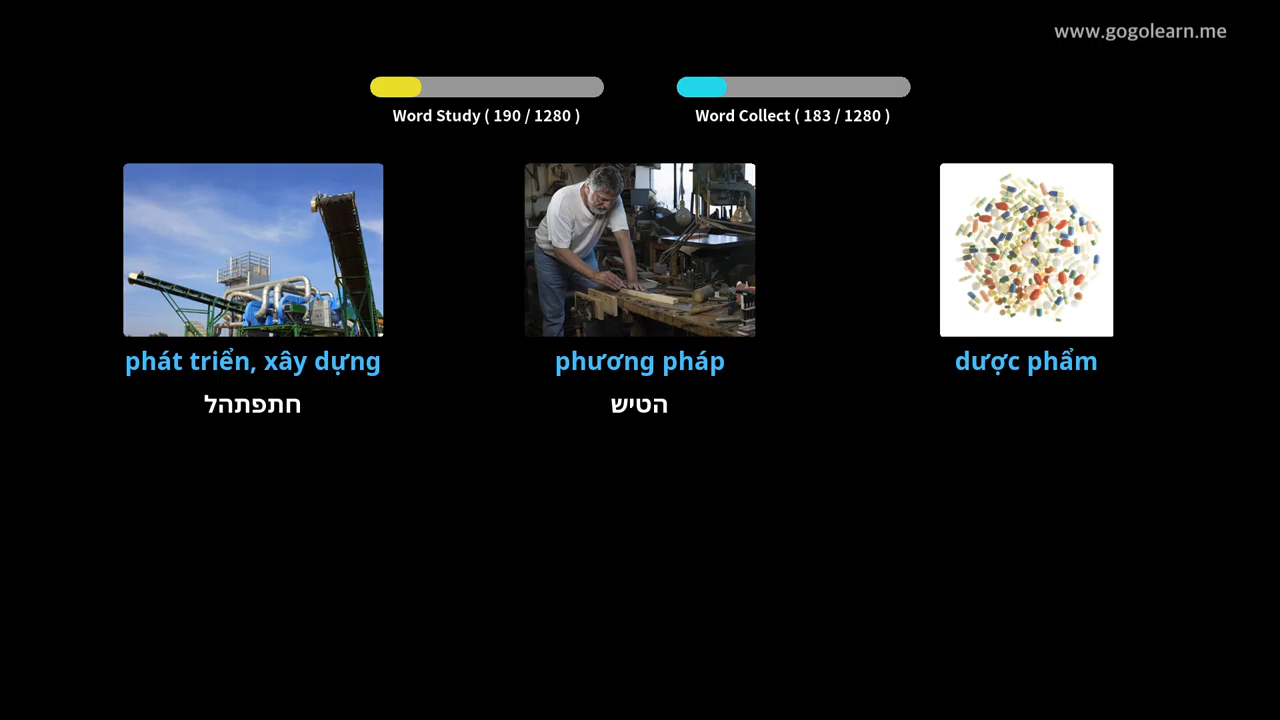 www.gogolearn.me
Word Study ( 190 / 1280 )
Word Collect ( 183 / 1280 )
phát triển, xây dựng
phương pháp
dược phẩm
חתפתהל
הטיש